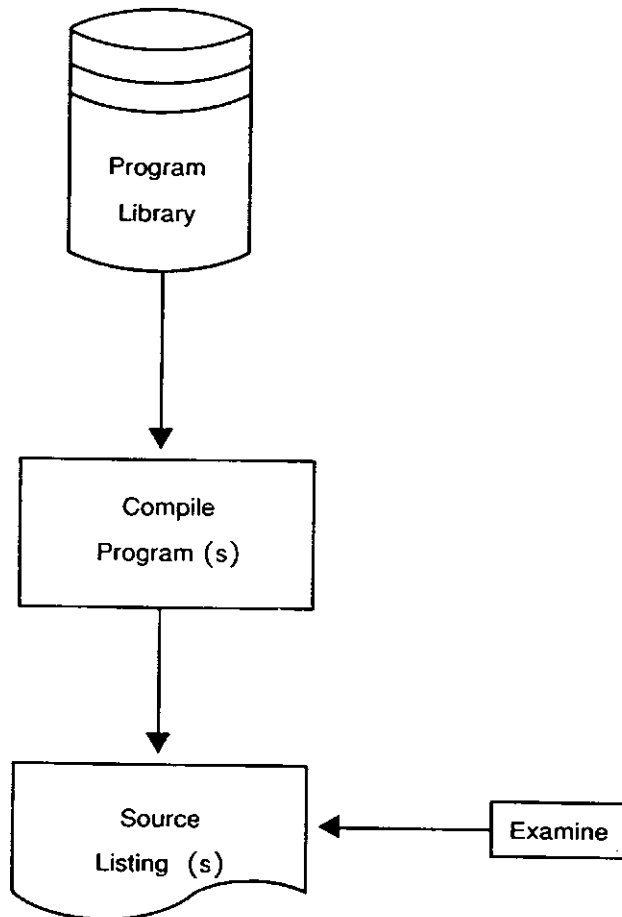 Program
Library
Compile
Program (s)
Source
Listing (s)
Examine